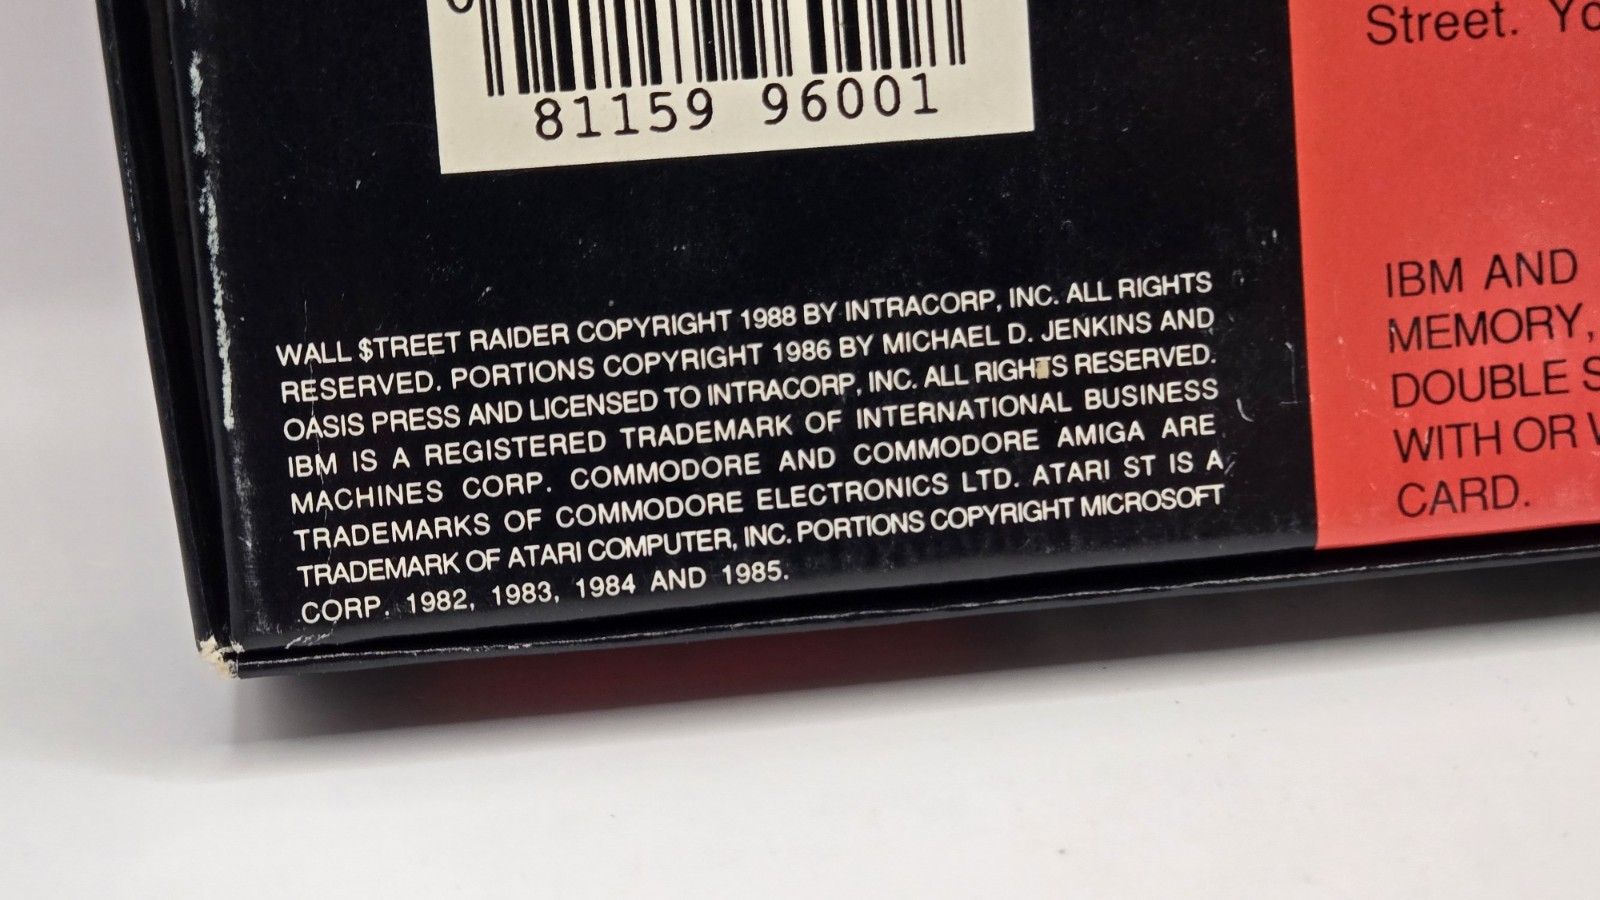 81159 96001
WALL $TREET RAIDER COPYRIGHT 1988 BY INTRACORP, INC. ALL RIGHTS
RESERVED. PORTIONS COPYRIGHT 1986 BY MICHAEL D. JENKINS AND
OASIS PRESS AND LICENSED TO INTRACORP, INC. ALL RIGHTS RESERVED.
IBM IS A REGISTERED TRADEMARK OF INTERNATIONAL BUSINESS
MACHINES CORP. COMMODORE AND COMMODORE AMIGA ARE
TRADEMARKS OF COMMODORE ELECTRONICS LTD. ATARI ST IS A
TRADEMARK OF ATARI COMPUTER, INC. PORTIONS COPYRIGHT MICROSOFT
CORP. 1982, 1983, 1984 AND 1985.
Street.
IBM AND
MEMORY,
DOUBLE
WITH OR
CARD.